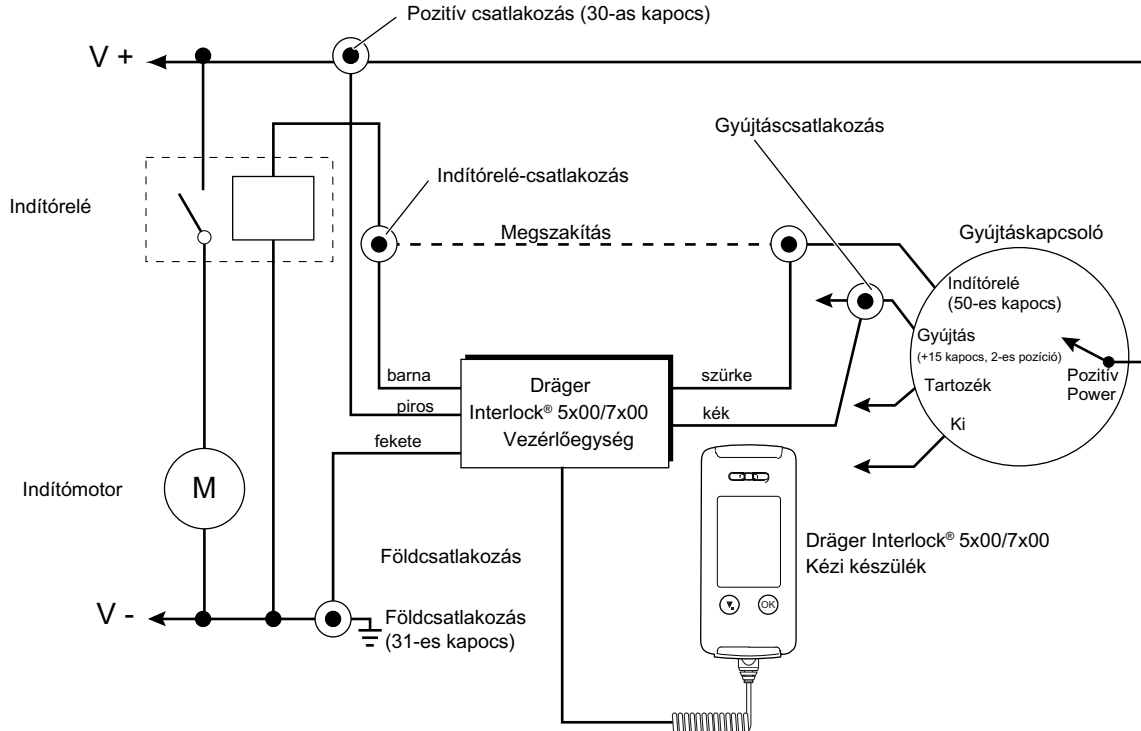 Pozitív csatlakozás (30-as kapocs)
V +
Gyújtáscsatlakozás
Indítórelé-csatlakozás
Indítórelé
Megszakítás
Gyújtáskapcsoló
Indítórelé
(50-es kapocs)
Gyújtás
(+15 kapocs, 2-es pozíció)
Pozitív
Power
Tartozék
Ki
barna
szürke
piros
kék
fekete
Dräger
Interlock® 5x00/7x00
Vezérlőegység
Indítómotor
M
Dräger Interlock® 5x00/7x00
Kézi készülék
OK
Földcsatlakozás
V -
Földcsatlakozás
(31-es kapocs)